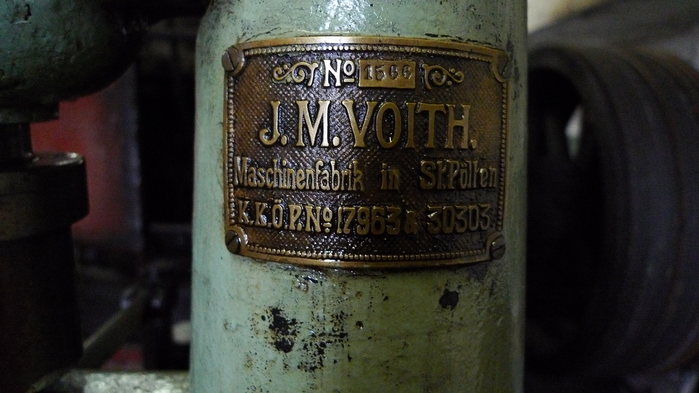 No 1566
J.M.VOITH.
Maschinenfabrik in St.Pölten
K.K.Ö.P.No 17963 & 30303.